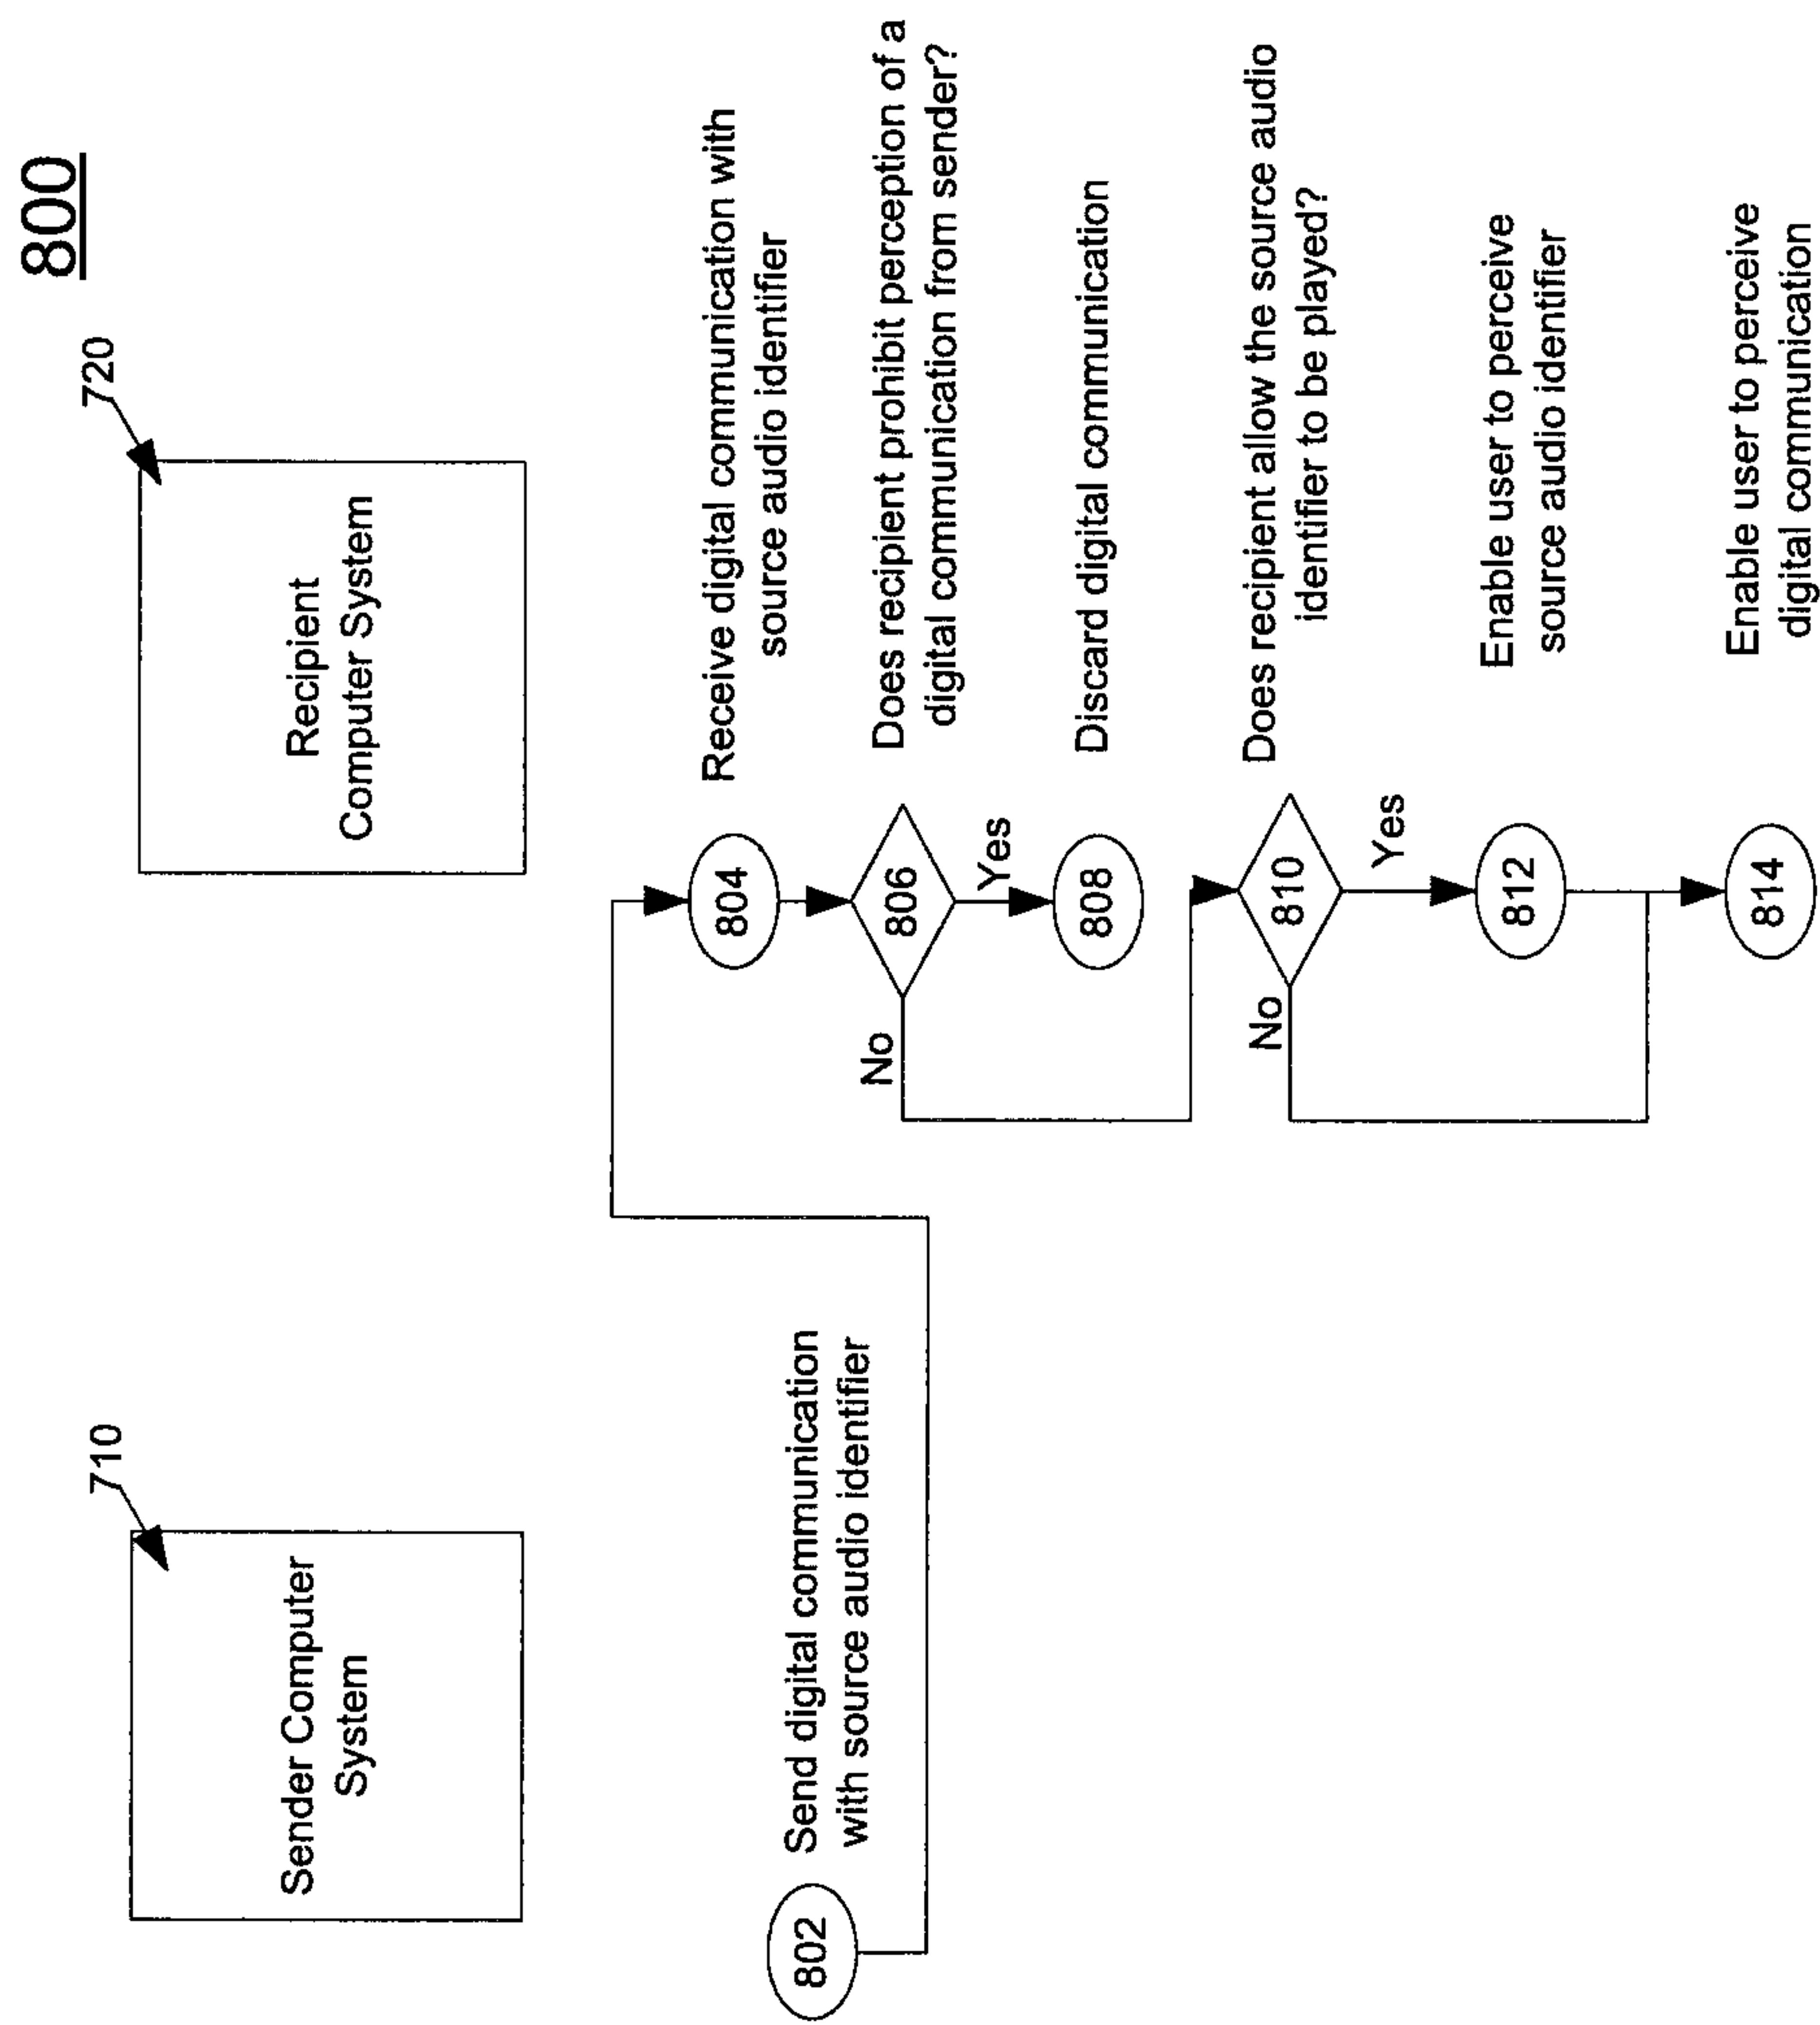 800
710
720
Sender Computer
System
Recipient
Computer System
802
Send digital communication
with source audio identifier
804
Receive digital communication with
source audio identifier
806
Does recipient prohibit perception of a
digital communication from sender?
No
Yes
808
Discard digital communication
810
Does recipient allow the source audio
identifier to be played?
No
Yes
812
Enable user to perceive
source audio identifier
814
Enable user to perceive
digital communication